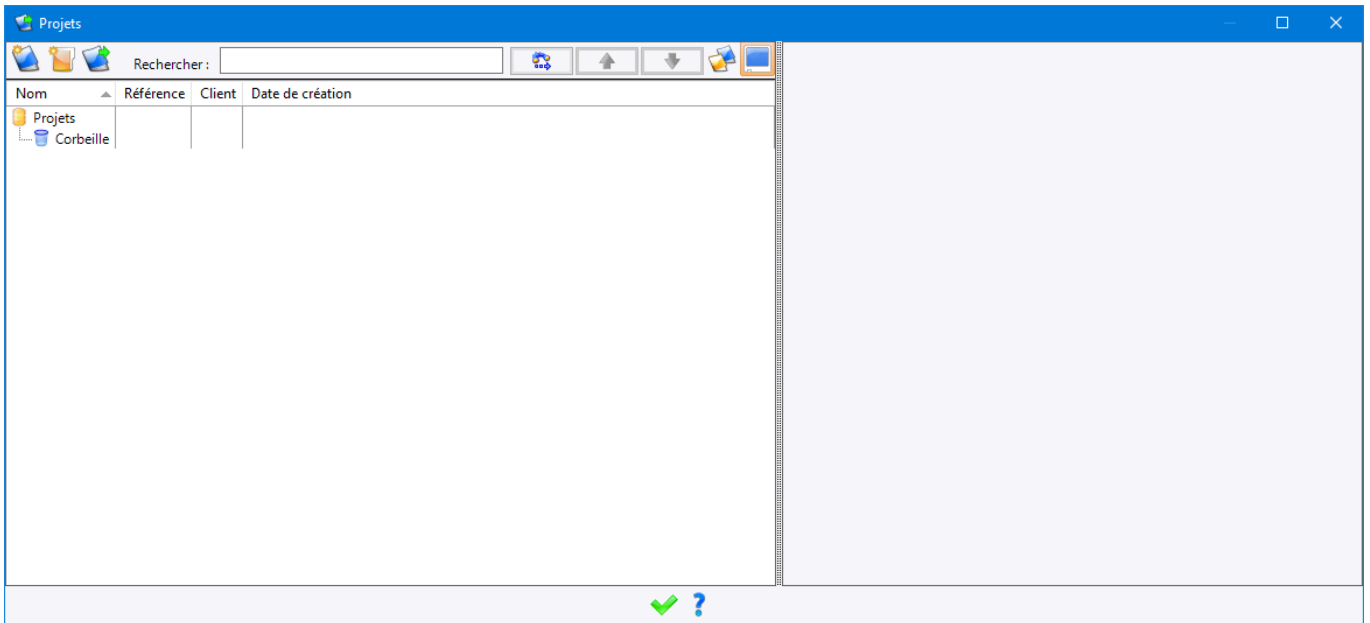 Projets
Rechercher :
Nom Référence Client Date de création
Projets
Corbeille